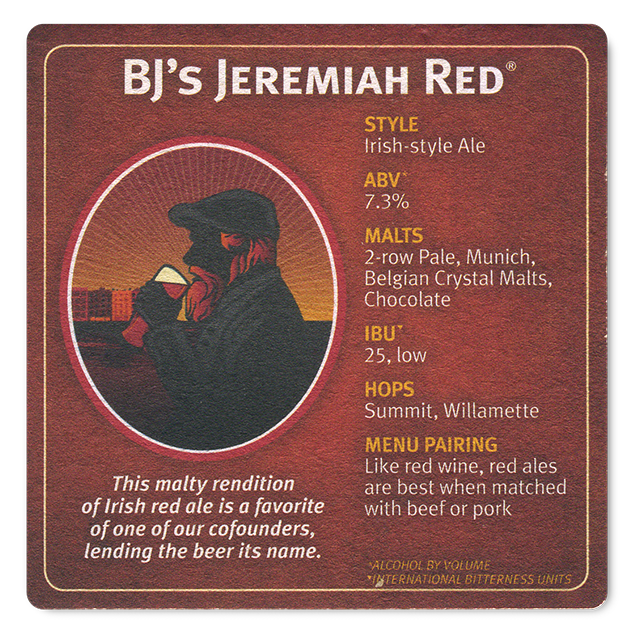 BJ's Jeremiah Red®
STYLE
Irish-style Ale
ABV*
7.3%
MALTS
2-row Pale, Munich,
Belgian Crystal Malts,
Chocolate
IBU▾
25, low
HOPS
Summit, Willamette
MENU PAIRING
Like red wine, red ales
are best when matched
with beef or pork
This malty rendition
of Irish red ale is a favorite
of one of our cofounders,
lending the beer its name.
*ALCOHOL BY VOLUME
▾INTERNATIONAL BITTERNESS UNITS